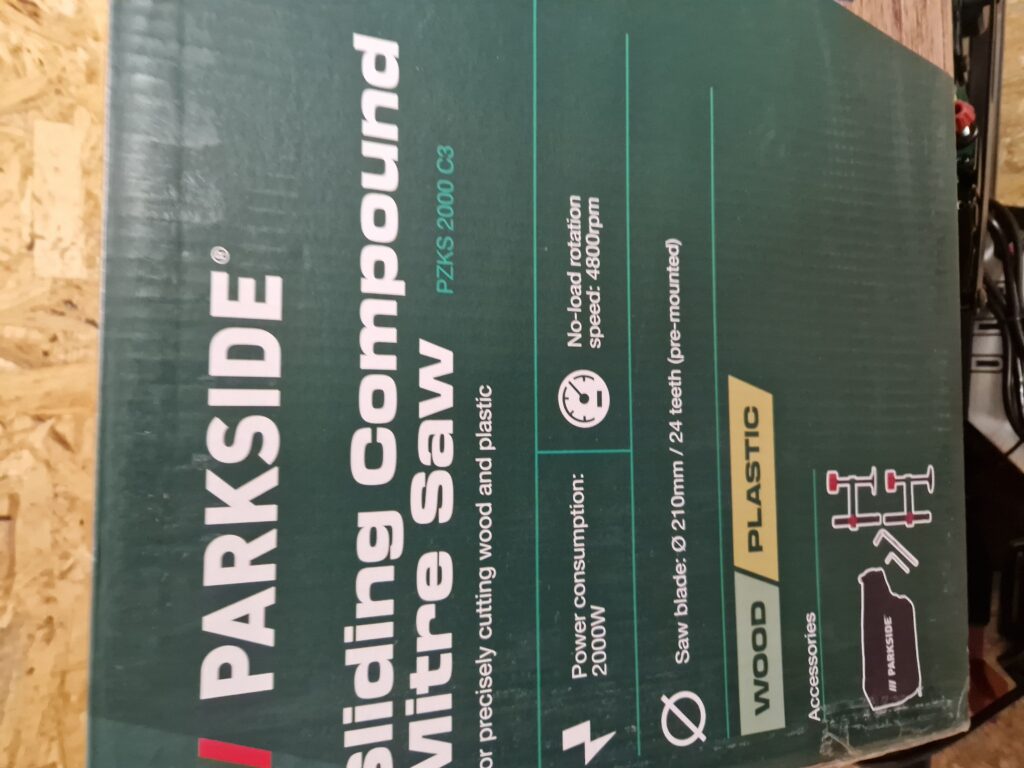 PARKSIDE®
Sliding Compound
Mitre Saw PZKS 2000 C3
or precisely cutting wood and plastic
Power consumption:
2000W
No-load rotation
speed: 4800rpm
Saw blade: Ø 210mm / 24 teeth (pre-mounted)
WOOD PLASTIC
Accessories
/// PARKSIDE